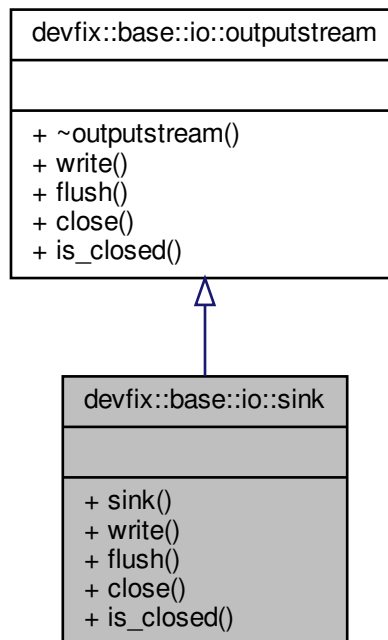 devfix::base::io::outputstream
+ ~outputstream()
+ write()
+ flush()
+ close()
+ is_closed()
devfix::base::io::sink
+ sink()
+ write()
+ flush()
+ close()
+ is_closed()